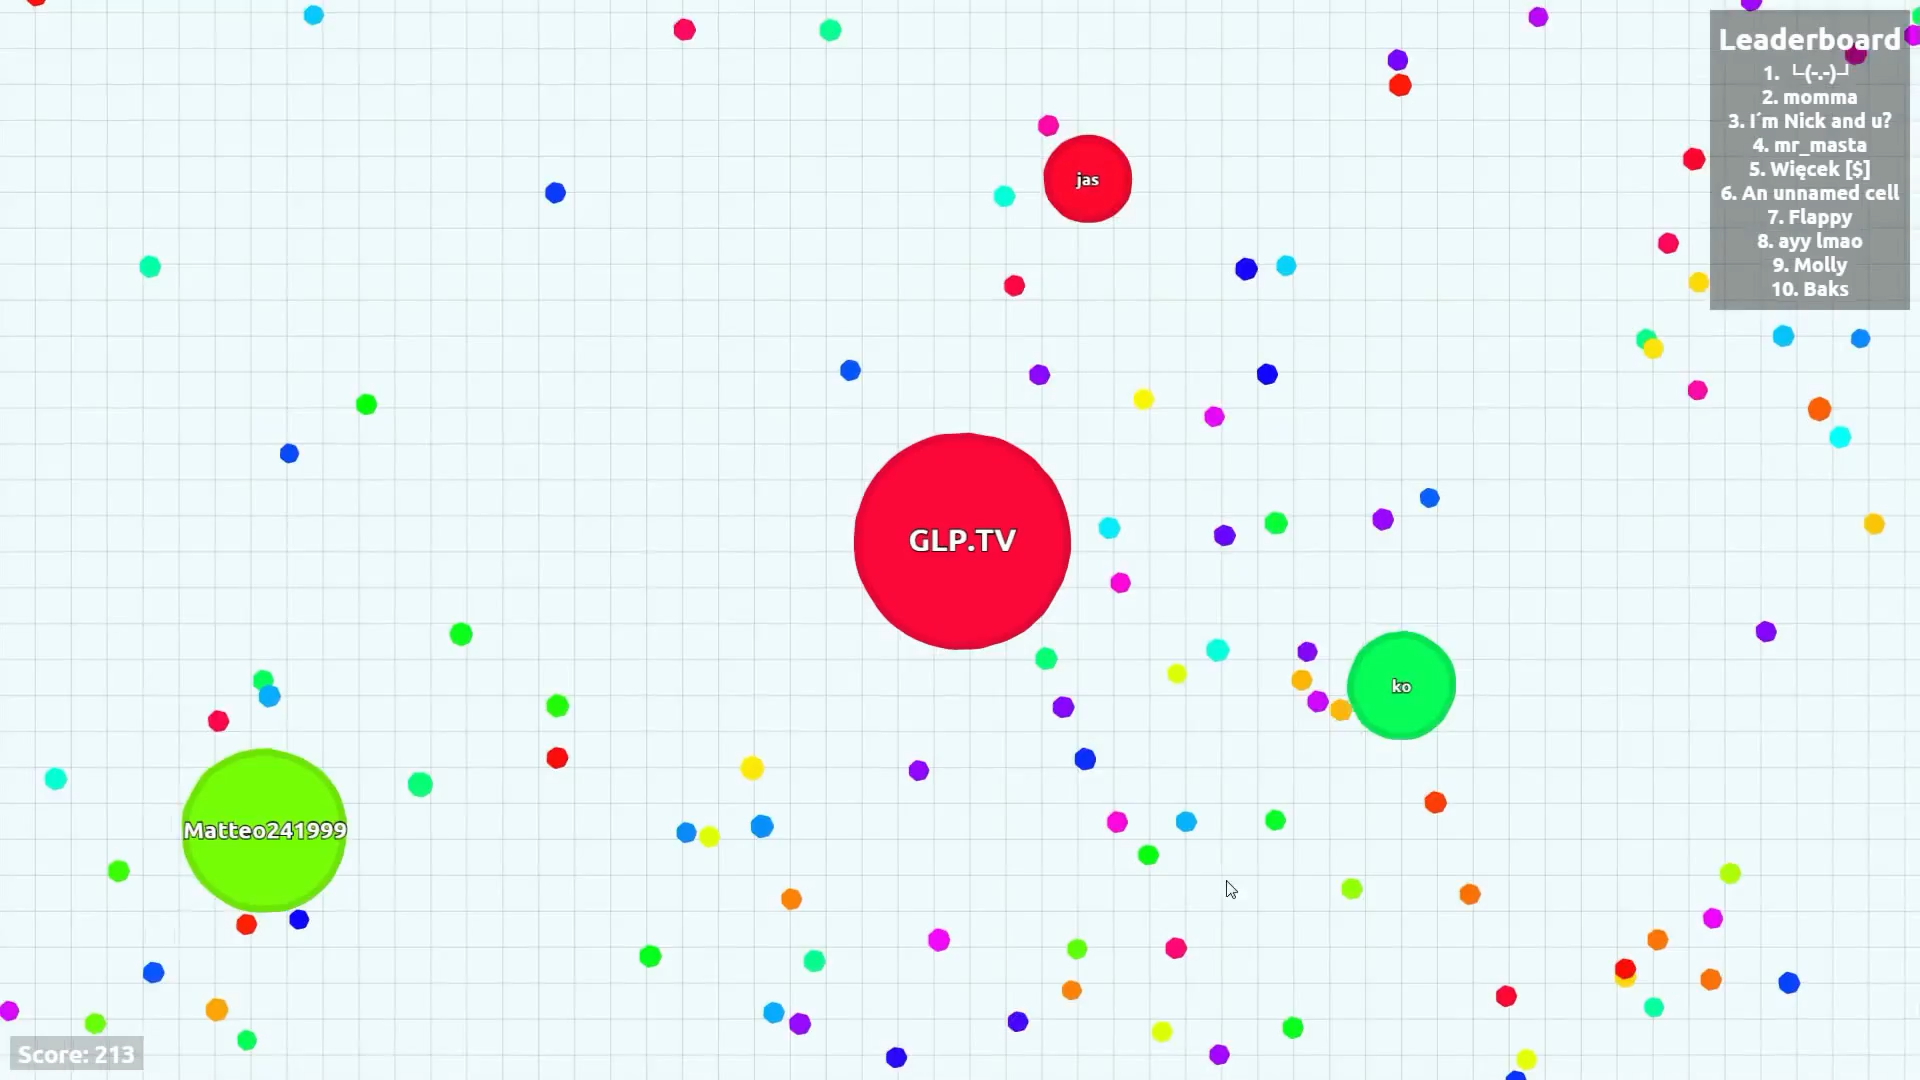 Leaderboard
1. └(-.-)┘
2. momma
3. I´m Nick and u?
4. mr_masta
5. Więcek [$]
6. An unnamed cell
7. Flappy
8. ayy lmao
9. Molly
10. Baks
jas
GLP.TV
ko
Matteo241999
Score: 213